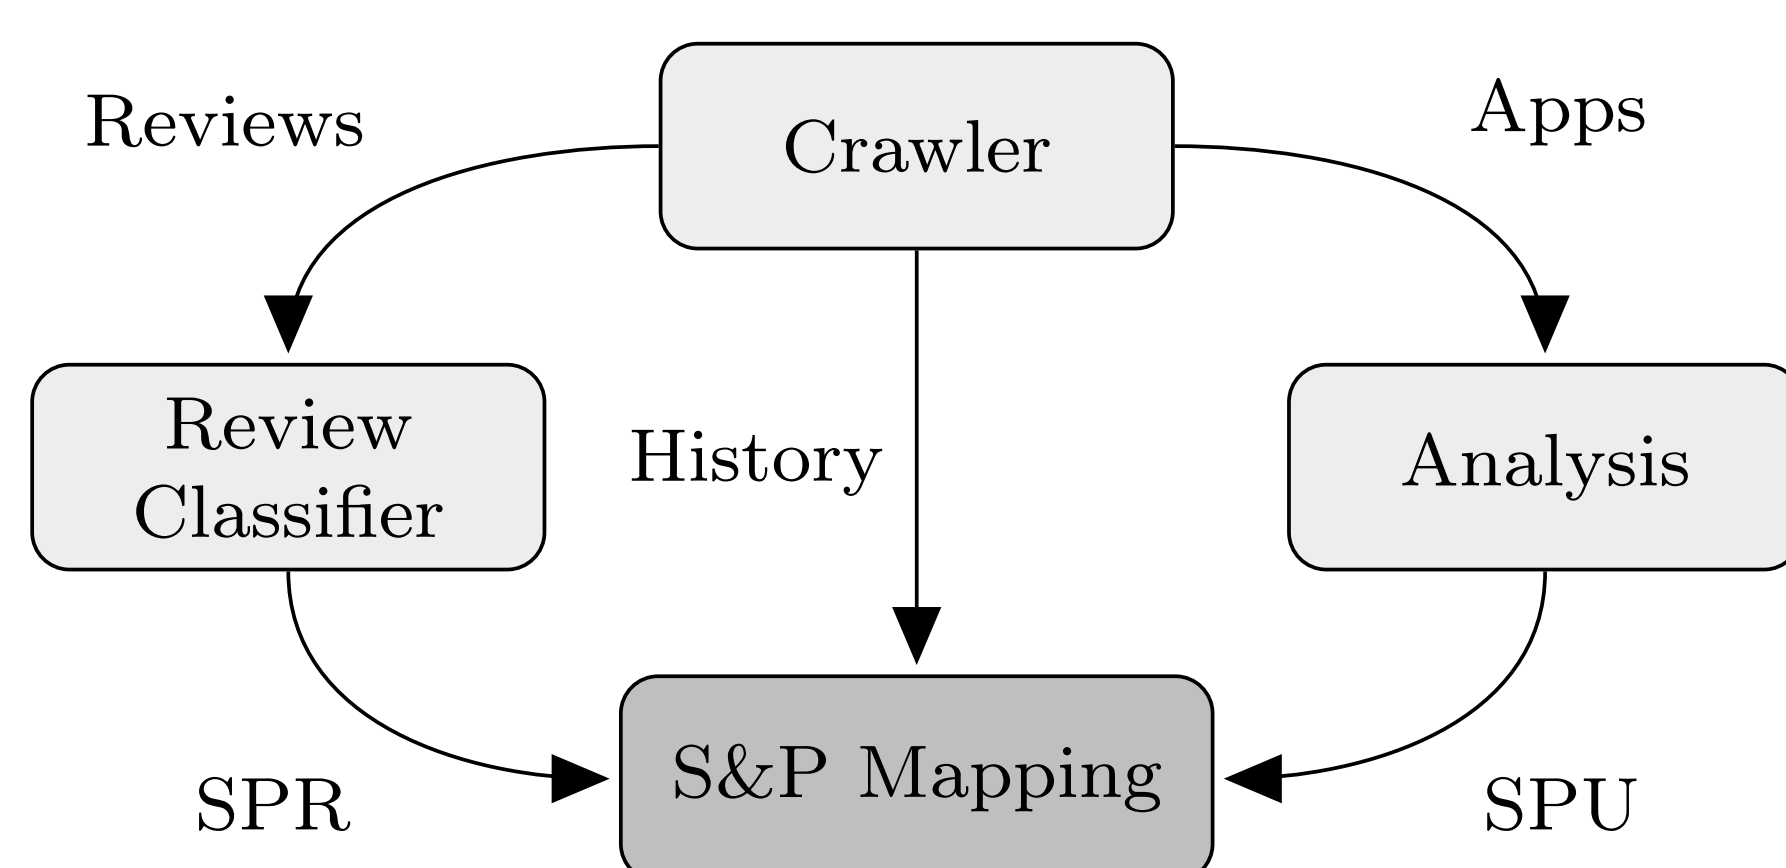 Reviews
Crawler
Apps
Review
Classifier
History
Analysis
SPR
S&P Mapping
SPU